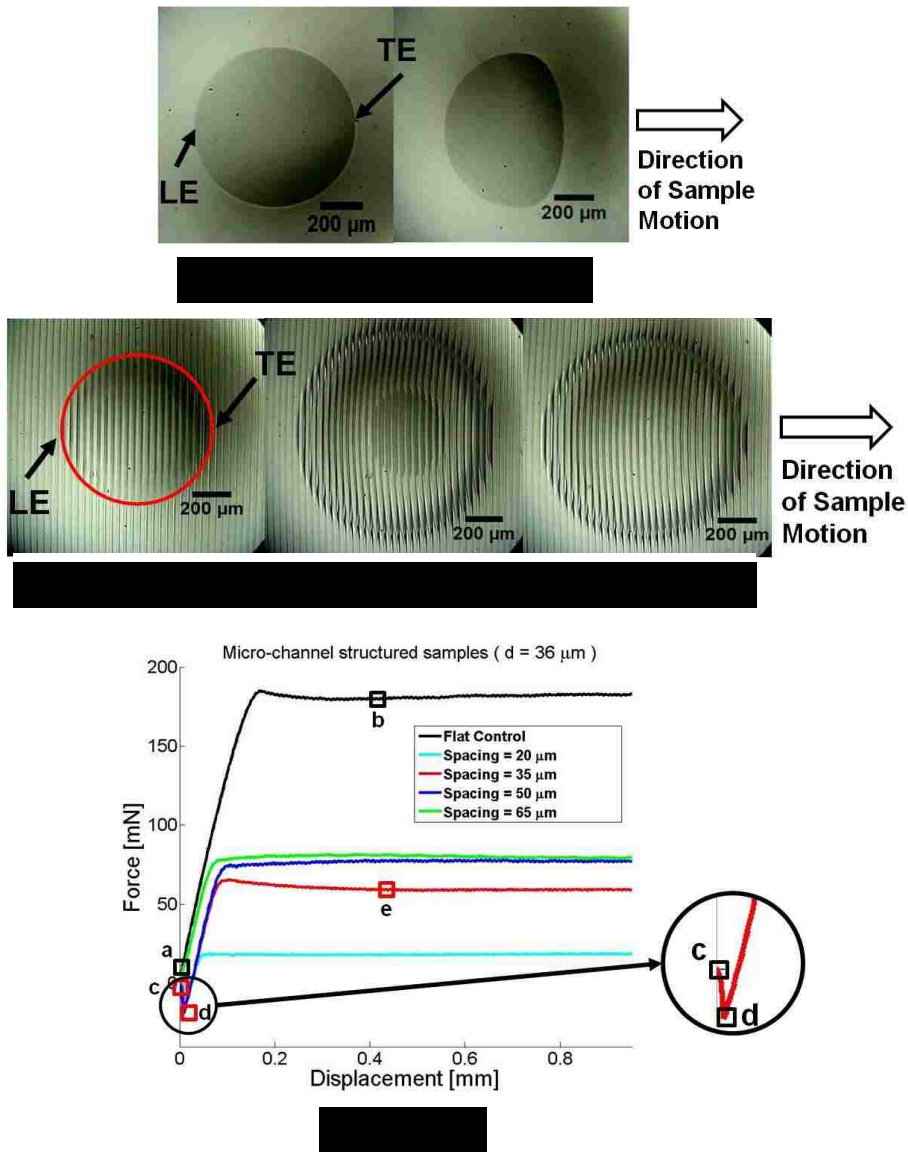 TE
LE
200 µm
200 µm
Direction
of Sample
Motion
TE
LE
200 µm
200 µm
200 µm
Direction
of Sample
Motion
Micro-channel structured samples ( d = 36 µm )
Force [mN]
200
150
100
50
b
Flat Control
Spacing = 20 µm
Spacing = 35 µm
Spacing = 50 µm
Spacing = 65 µm
e
a
c
d
c
d
0
0.2
0.4
0.6
0.8
Displacement [mm]